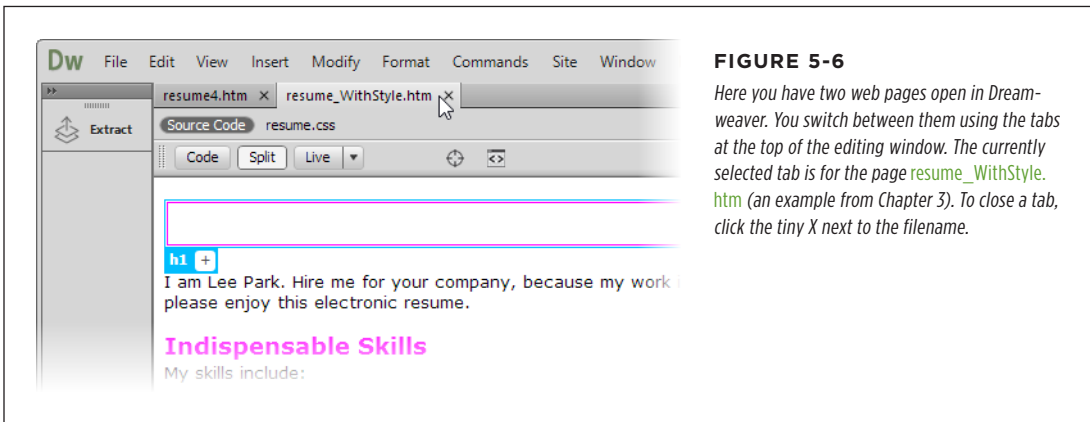 Dw File Edit View Insert Modify Format Commands Site Window
resume4.htm × resume_WithStyle.htm ×
Extract
Source Code resume.css
Code Split Live
h1 +
I am Lee Park. Hire me for your company, because my work
please enjoy this electronic resume.
Indispensable Skills
My skills include:
FIGURE 5-6
Here you have two web pages open in Dream-
weaver. You switch between them using the tabs
at the top of the editing window. The currently
selected tab is for the page resume_WithStyle.
htm (an example from Chapter 3). To close a tab,
click the tiny X next to the filename.